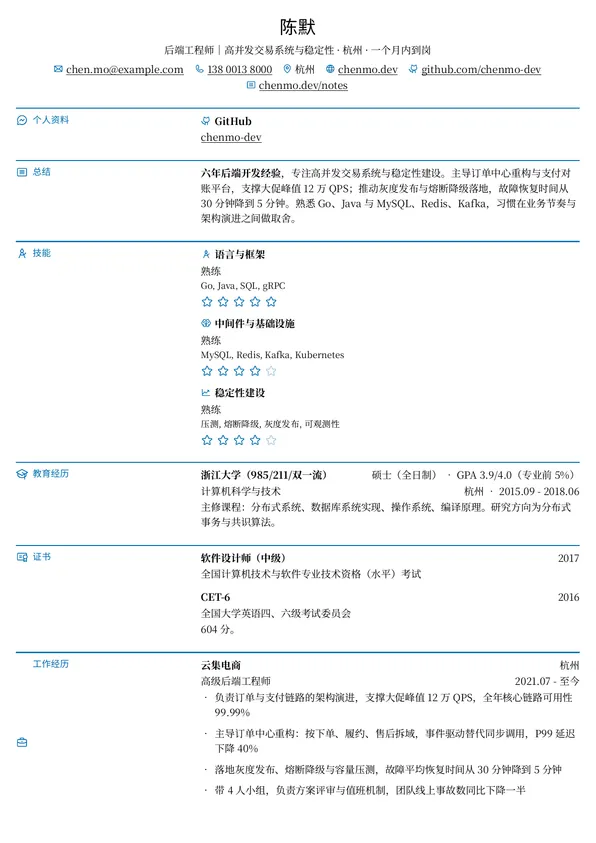 陈默
后端工程师｜高并发交易系统与稳定性 · 杭州 · 一个月内到岗
chen.mo@example.com 138 0013 8000 杭州 chenmo.dev github.com/chenmo-dev
chenmo.dev/notes
个人资料
GitHub
chenmo-dev
总结
六年后端开发经验，专注高并发交易系统与稳定性建设。主导订单中心重构与支付对
账平台，支撑大促峰值 12 万 QPS；推动灰度发布与熔断降级落地，故障恢复时间从
30 分钟降到 5 分钟。熟悉 Go、Java 与 MySQL、Redis、Kafka，习惯在业务节奏与
架构演进之间做取舍。
技能
语言与框架
熟练
Go, Java, SQL, gRPC
中间件与基础设施
熟练
MySQL, Redis, Kafka, Kubernetes
稳定性建设
熟练
压测, 熔断降级, 灰度发布, 可观测性
教育经历
浙江大学（985/211/双一流） 硕士（全日制） · GPA 3.9/4.0（专业前 5%）
计算机科学与技术 杭州 · 2015.09 - 2018.06
主修课程：分布式系统、数据库系统实现、操作系统、编译原理。研究方向为分布式
事务与共识算法。
证书
软件设计师（中级） 2017
全国计算机技术与软件专业技术资格（水平）考试
CET-6 2016
全国大学英语四、六级考试委员会
604 分。
工作经历
云集电商 杭州
高级后端工程师 2021.07 - 至今
· 负责订单与支付链路的架构演进，支撑大促峰值 12 万 QPS，全年核心链路可用性
99.99%
· 主导订单中心重构：按下单、履约、售后拆域，事件驱动替代同步调用，P99 延迟
下降 40%
· 落地灰度发布、熔断降级与容量压测，故障平均恢复时间从 30 分钟降到 5 分钟
· 带 4 人小组，负责方案评审与值班机制，团队线上事故数同比下降一半